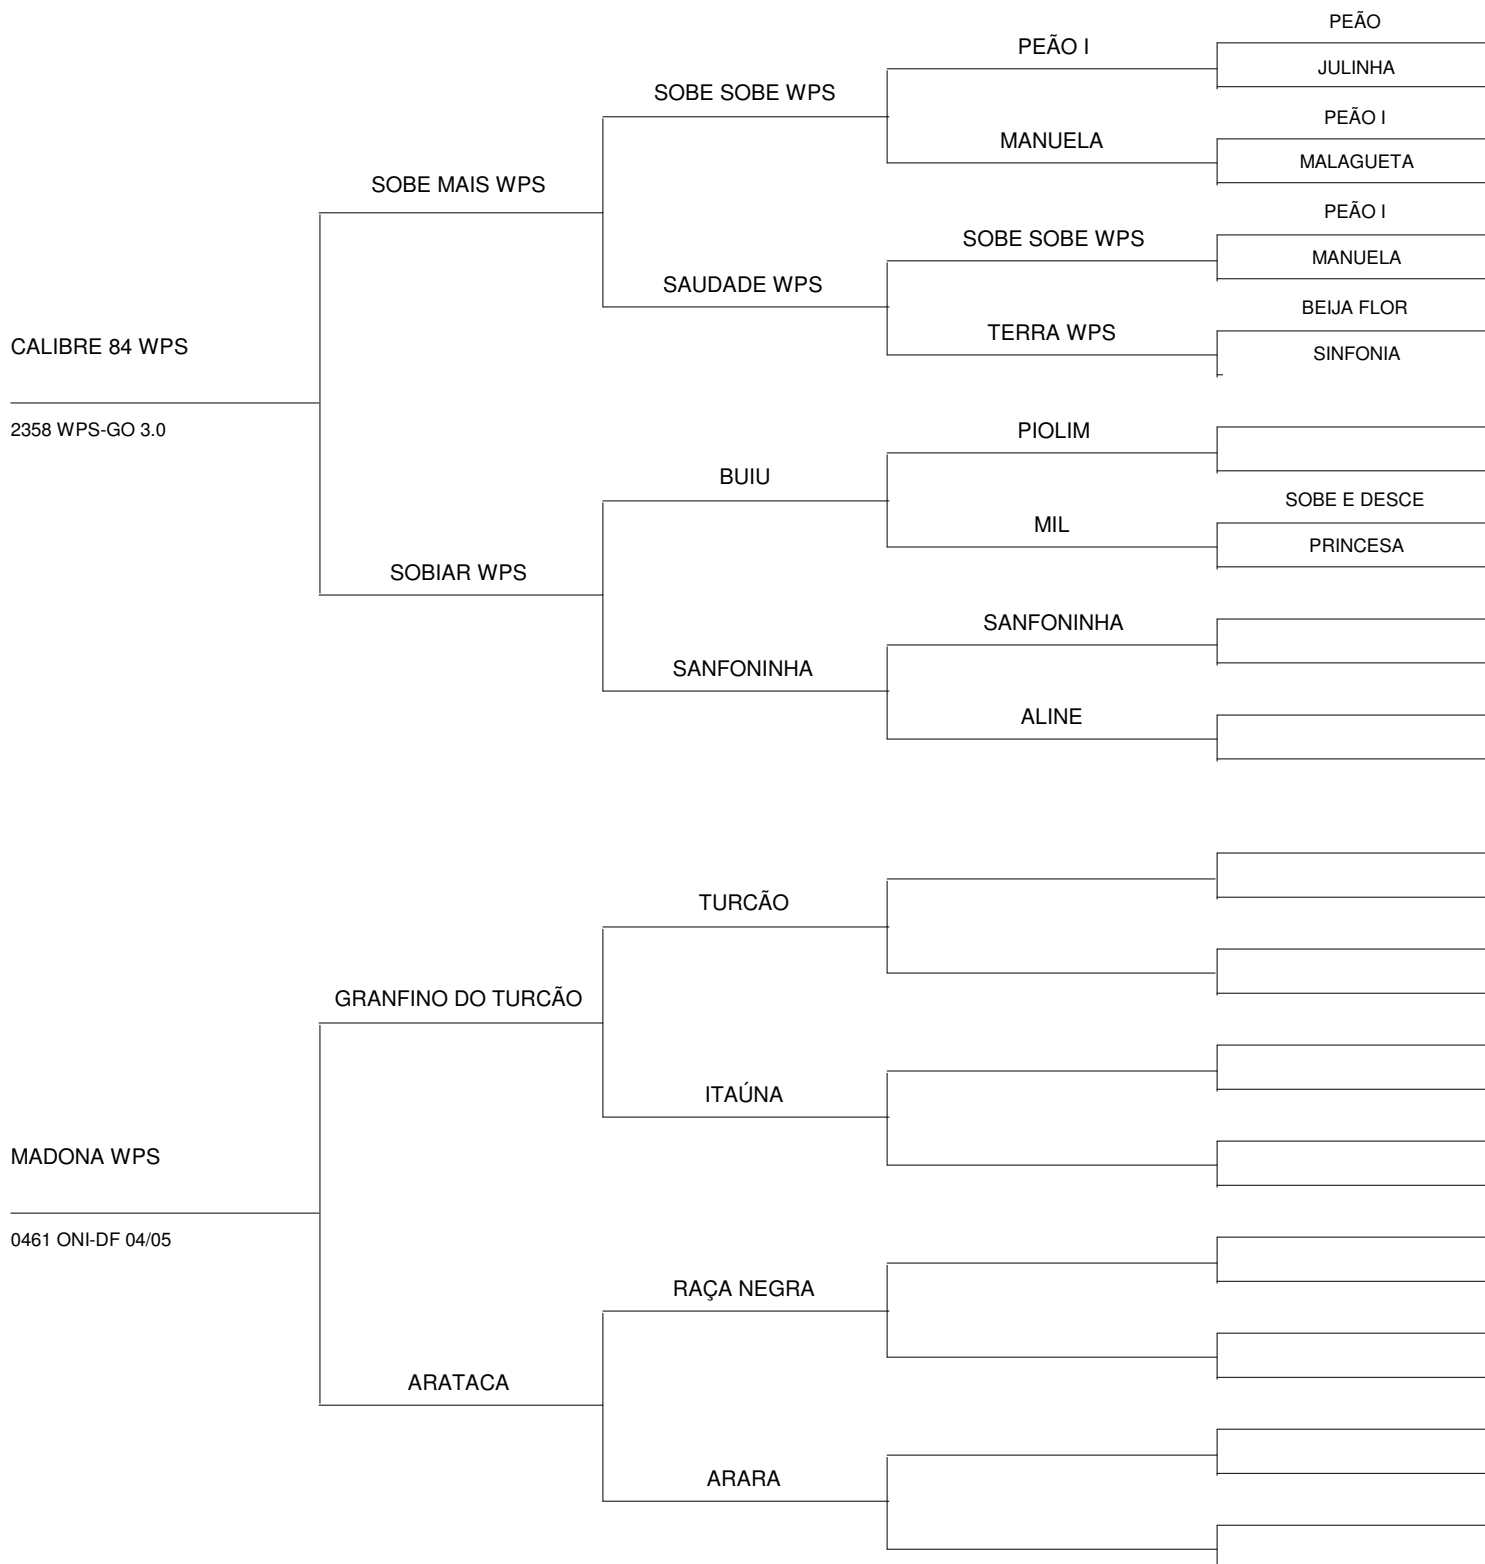 PEÃO
PEÃO I
JULINHA
SOBE SOBE WPS
PEÃO I
MANUELA
MALAGUETA
SOBE MAIS WPS
PEÃO I
SOBE SOBE WPS
MANUELA
SAUDADE WPS
BEIJA FLOR
TERRA WPS
CALIBRE 84 WPS
SINFONIA
2358 WPS-GO 3.0
PIOLIM
BUIU
SOBE E DESCE
MIL
PRINCESA
SOBIAR WPS
SANFONINHA
SANFONINHA
ALINE
TURCÃO
GRANFINO DO TURCÃO
ITAÚNA
MADONA WPS
0461 ONI-DF 04/05
RAÇA NEGRA
ARATACA
ARARA